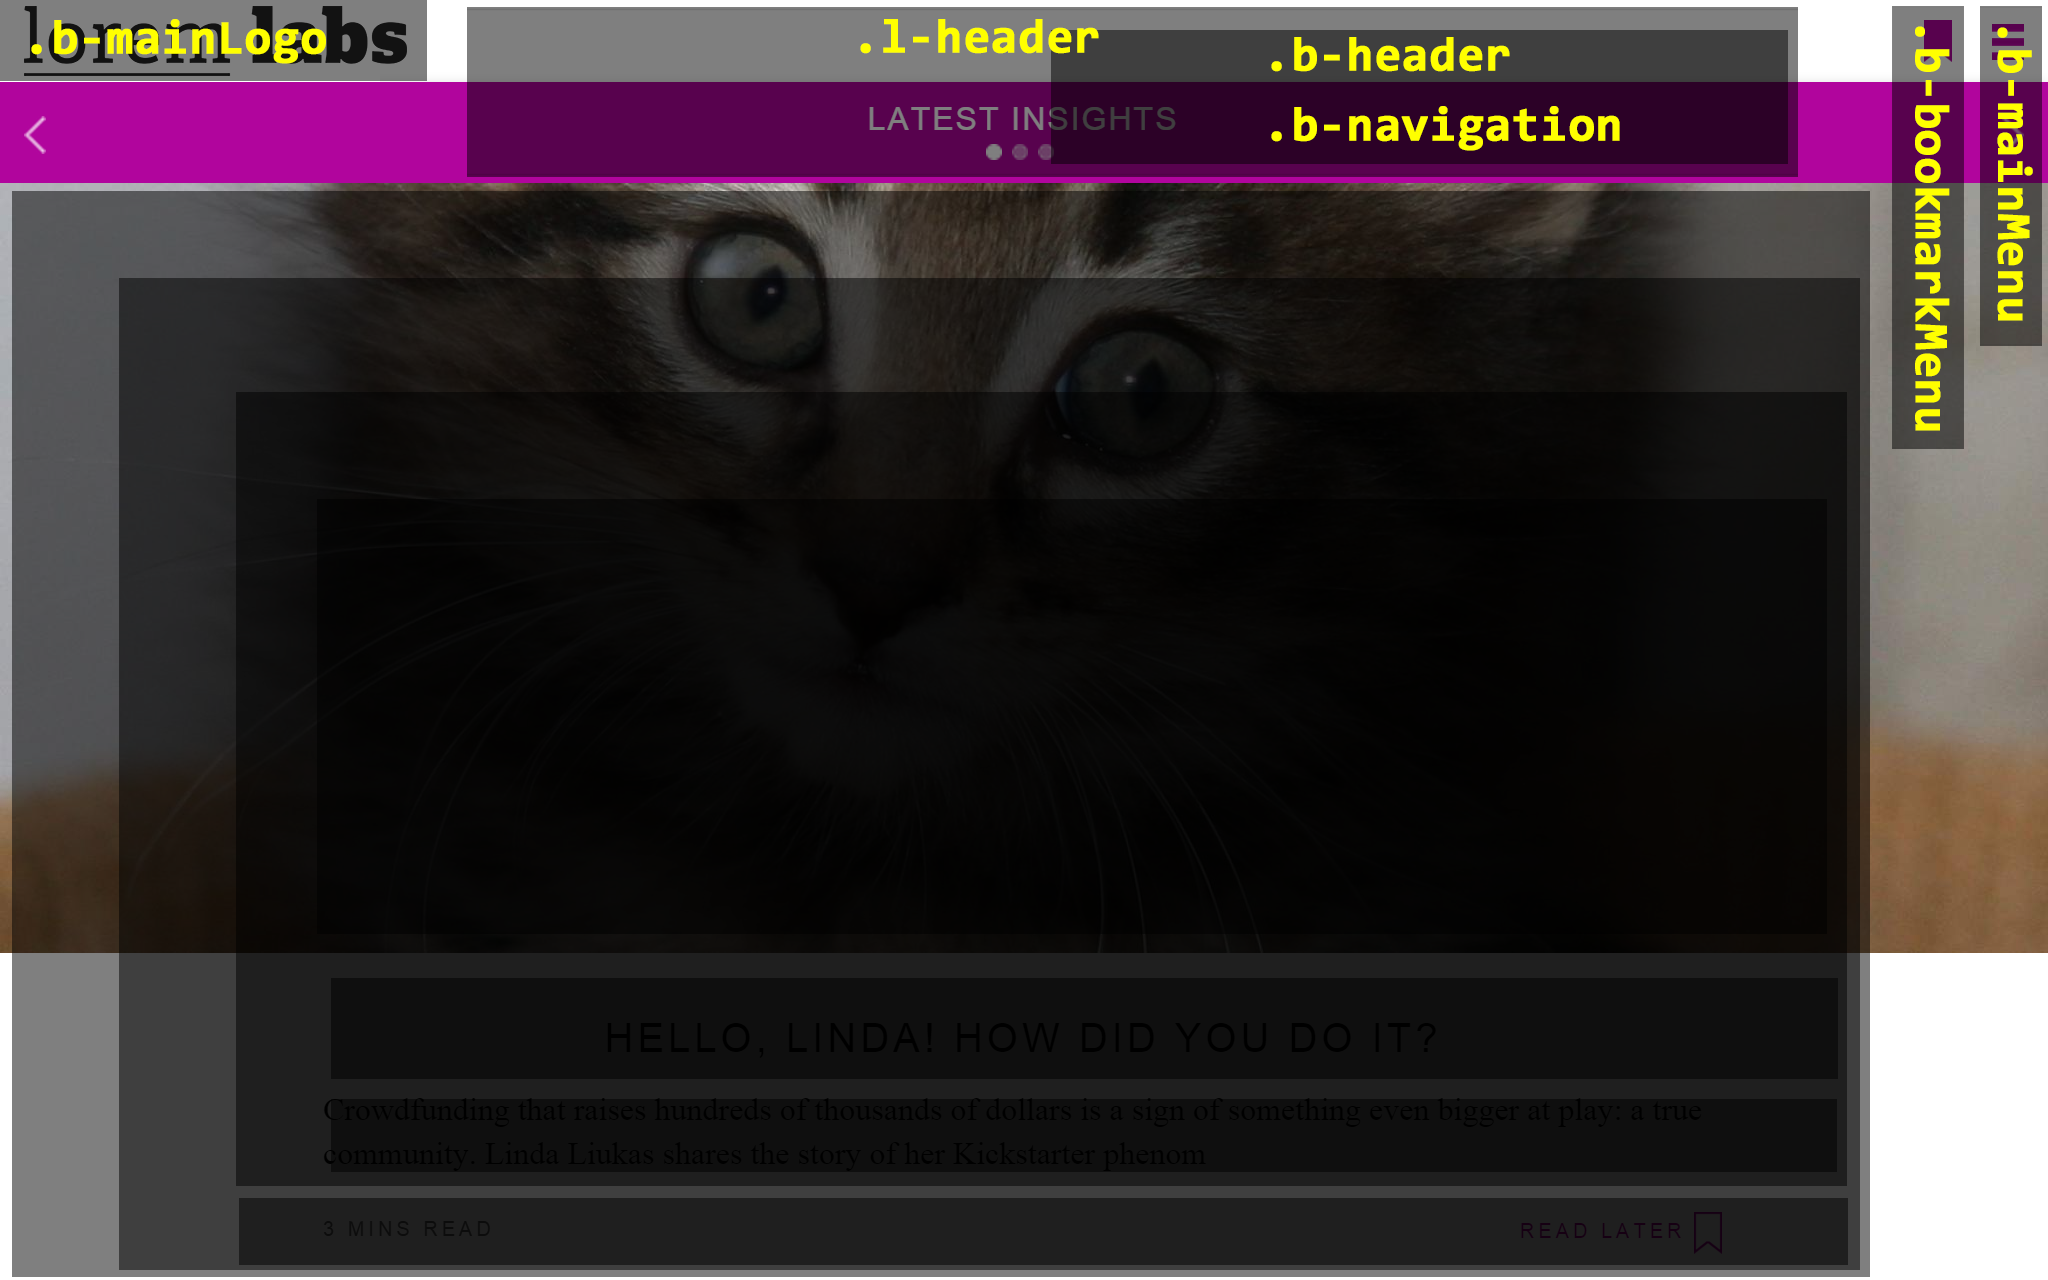 lorem labs
.b-mainLogo
.l-header
.b-header
.b-navigation
LATEST INSIGHTS
.b-bookmarkMenu
.b-mainMenu
HELLO, LINDA! HOW DID YOU DO IT?
Crowdfunding that raises hundreds of thousands of dollars is a sign of something even bigger at play: a true
community. Linda Liukas shares the story of her Kickstarter phenom
3 MINS READ
READ LATER